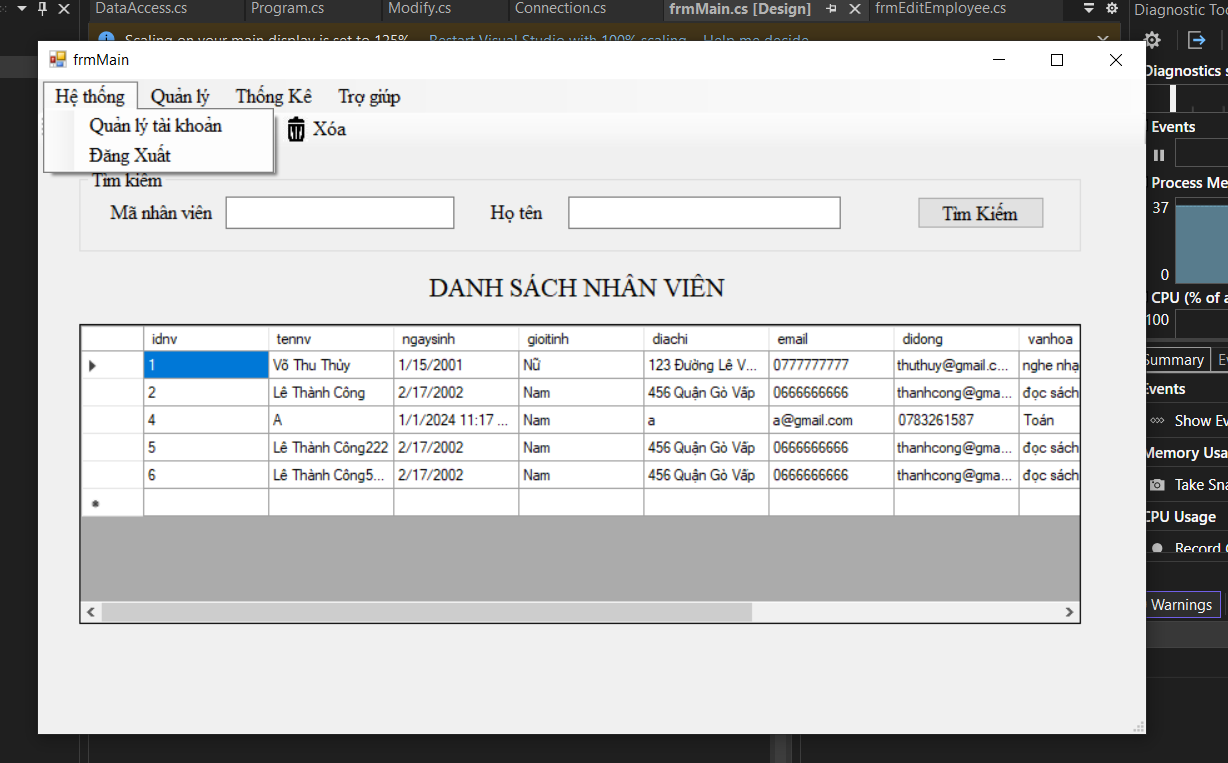 DataAccess.cs Program.cs Modify.cs Connection.cs frmMain.cs [Design] frmEditEmployee.cs Diagnostic
Scaling on your main display is set to 125% Restart Visual Studio with 100% scaling Help me decide
frmMain
Hệ thống Quản lý Thống Kê Trợ giúp
Quản lý tài khoản
Đăng Xuất
Xóa
Tìm kiếm
Mã nhân viên Họ tên Tìm Kiếm
DANH SÁCH NHÂN VIÊN
idnv tennv ngaysinh gioitinh diachi email didong vanhoa
1 Võ Thu Thủy 1/15/2001 Nữ 123 Đường Lê V... 0777777777 thuthuy@gmail.c... nghe nhạ
2 Lê Thành Công 2/17/2002 Nam 456 Quận Gò Vấp 0666666666 thanhcong@gma... đọc sách
4 A 1/1/2024 11:17 ... Nam a a@gmail.com 0783261587 Toán
5 Lê Thành Công222 2/17/2002 Nam 456 Quận Gò Vấp 0666666666 thanhcong@gma... đọc sách
6 Lê Thành Công5... 2/17/2002 Nam 456 Quận Gò Vấp 0666666666 thanhcong@gma... đọc sách
Diagnostics
Events
Process Me
37
0
CPU (% of a
100
Summary
Events
Show Ev
Memory Usa
Take Sna
CPU Usage
Record
Warnings